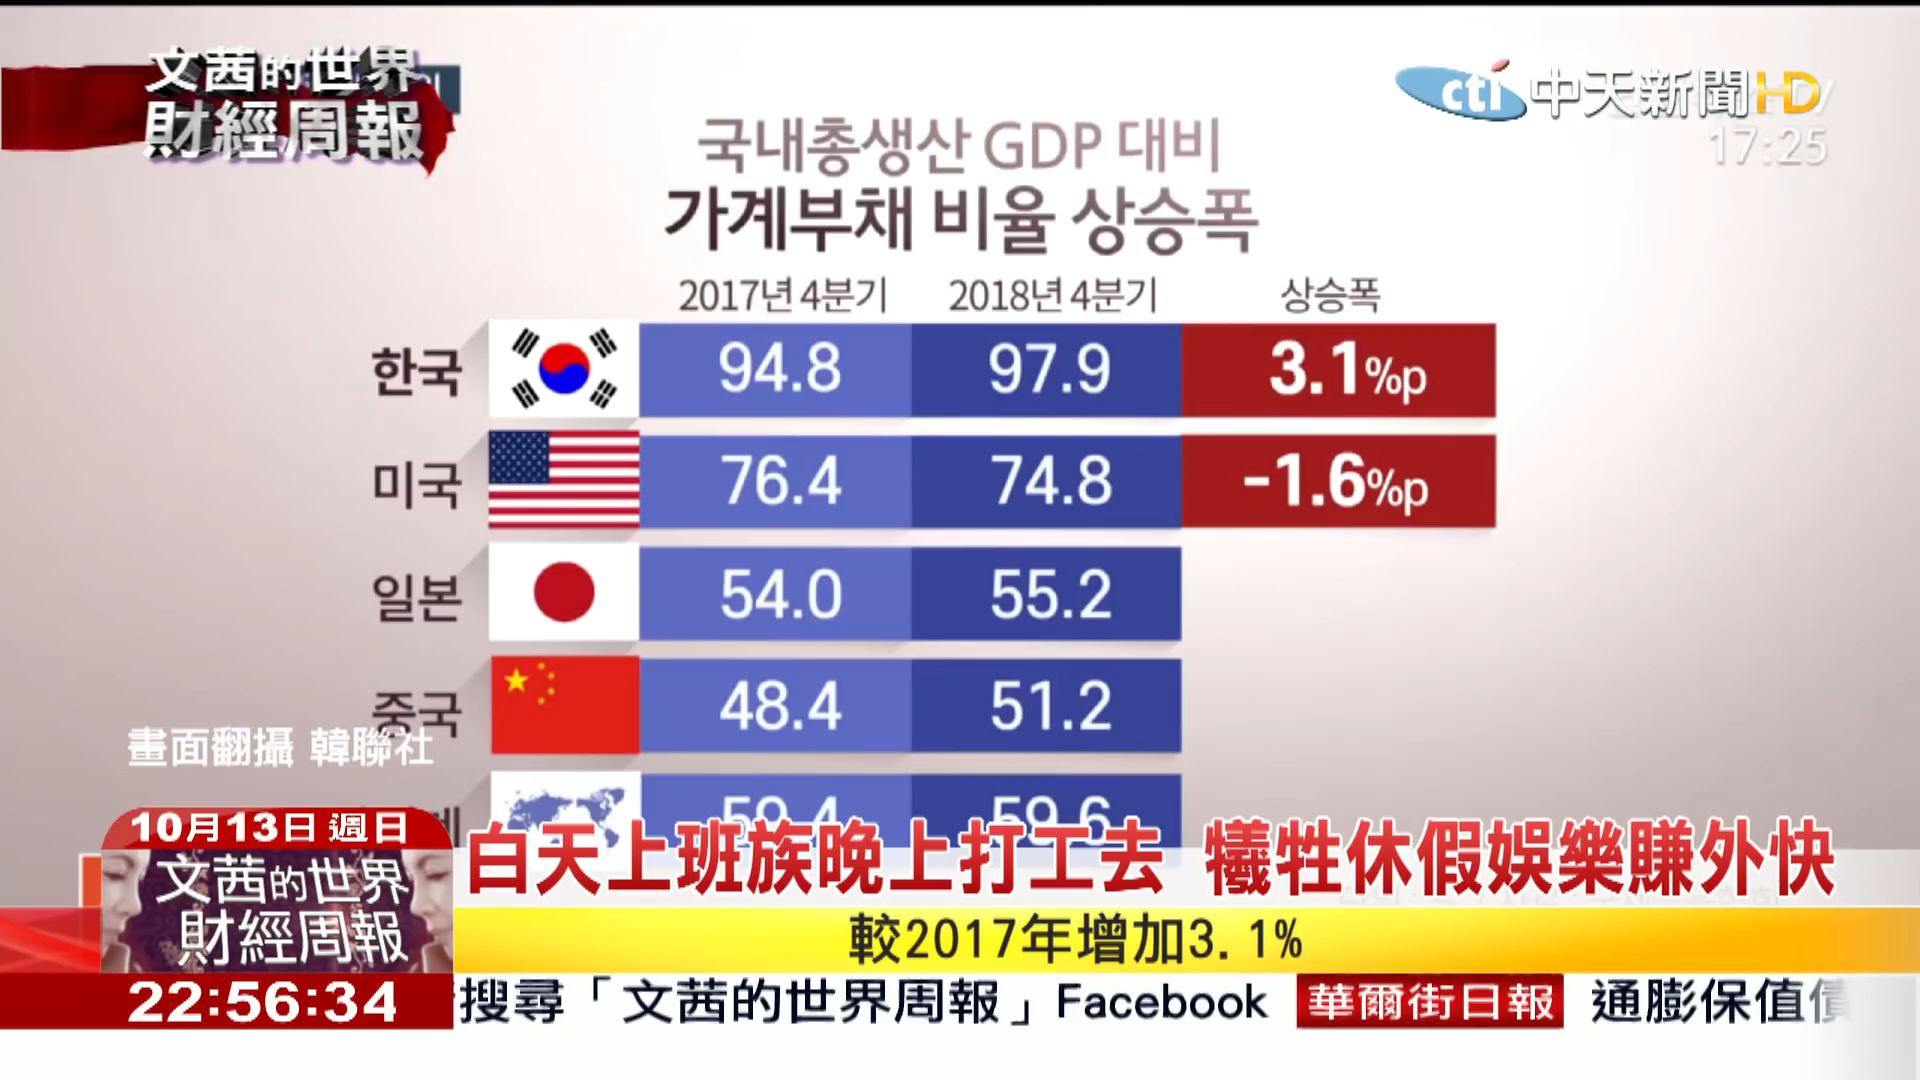 文茜的世界
財經周報
cti 中天新聞HD
17:25
국내총생산 GDP 대비
가계부채 비율 상승폭
2017년 4분기 2018년 4분기 상승폭
한국 94.8 97.9 3.1%p
미국 76.4 74.8 -1.6%p
일본 54.0 55.2
중국 48.4 51.2
59.4 59.6
畫面翻攝 韓聯社
10月13日 週日
文茜的世界
財經周報
白天上班族晚上打工去 犧牲休假娛樂賺外快
較2017年增加3.1%
22:56:34
搜尋「文茜的世界周報」Facebook 華爾街日報 通膨保值債